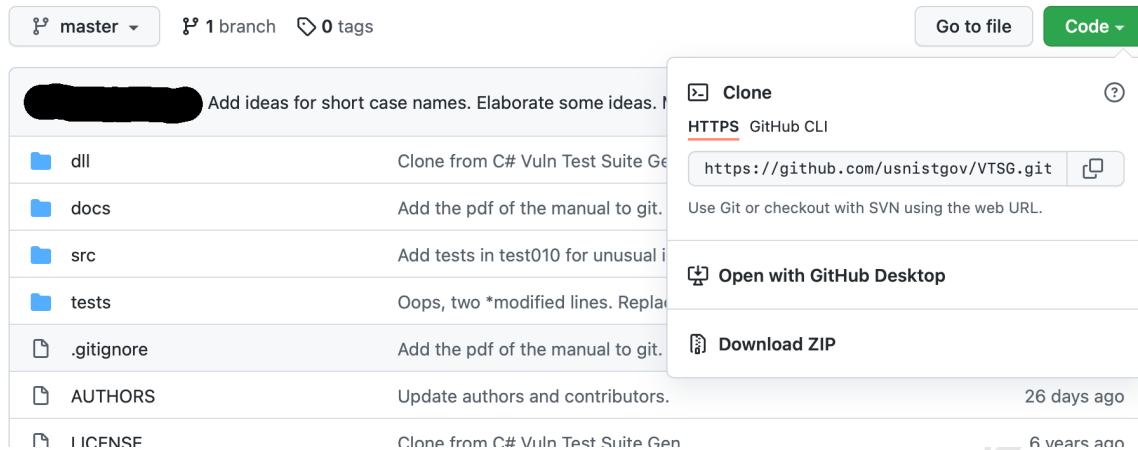 master 1 branch 0 tags Go to file Code
Add ideas for short case names. Elaborate some ideas.
Clone
HTTPS GitHub CLI
https://github.com/usnistgov/VTSG.git
Use Git or checkout with SVN using the web URL.
Open with GitHub Desktop
Download ZIP
dll Clone from C# Vuln Test Suite Ge
docs Add the pdf of the manual to git.
src Add tests in test010 for unusual i
tests Oops, two *modified lines. Repla
.gitignore Add the pdf of the manual to git.
AUTHORS Update authors and contributors. 26 days ago
LICENSE Clone from C# Vuln Test Suite Gen 6 years ago